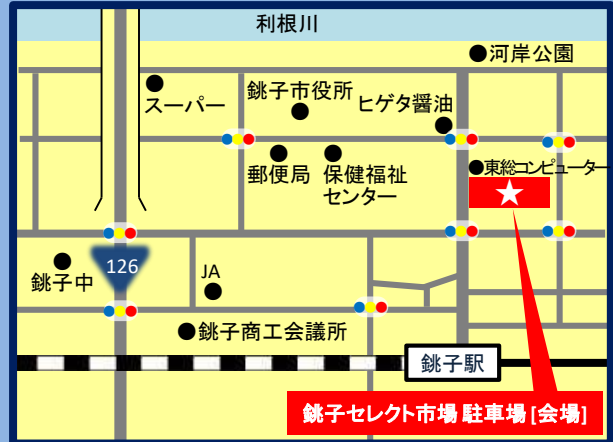 利根川
河岸公園
スーパー
銚子市役所
ヒゲタ醤油
郵便局
保健福祉
センター
東総コンピューター
銚子中
126
JA
銚子商工会議所
銚子駅
銚子セレクト市場 駐車場 [会場]